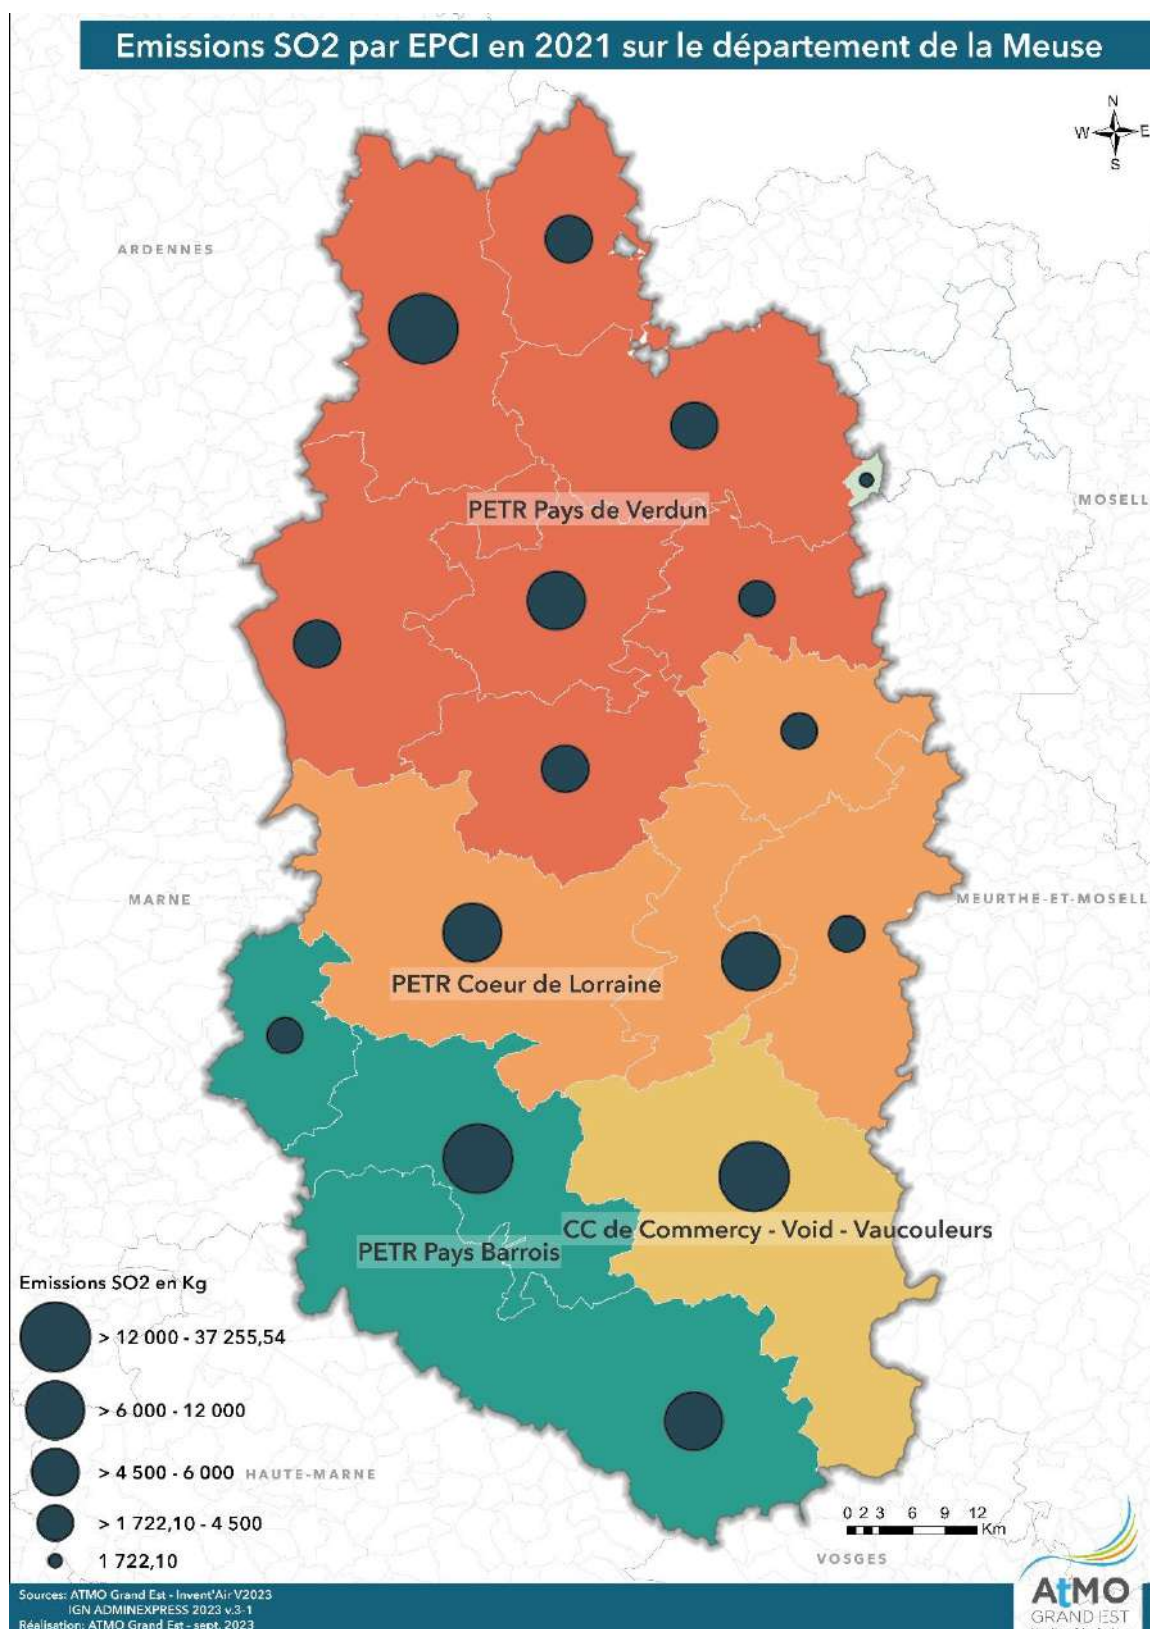 Emissions SO2 par EPCI en 2021 sur le département de la Meuse
N
W E
S
ARDENNES
PETR Pays de Verdun
MOSELL
MARNE
MEURTHE-ET-MOSELL
PETR Coeur de Lorraine
CC de Commercy - Void - Vaucouleurs
PETR Pays Barrois
Emissions SO2 en Kg
> 12 000 - 37 255,54
> 6 000 - 12 000
> 4 500 - 6 000
HAUTE-MARNE
> 1 722,10 - 4 500
1 722,10
0 2 3 6 9 12
Km
VOSGES
Sources: ATMO Grand Est - Invent'Air V2023
IGN ADMINEXPRESS 2023 v.3-1
Réalisation: ATMO Grand Est - sept. 2023
AtMO
GRAND EST